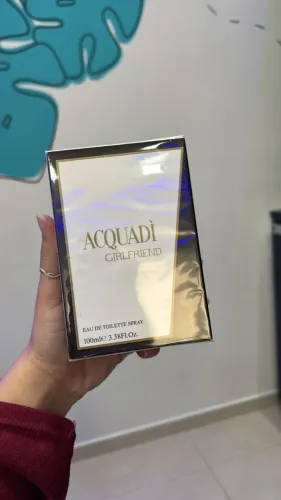 ACQUADÌ
GIRLFRIEND
EAU DE TOILETTE SPRAY
100ml℮ 3.38Fl.Oz.